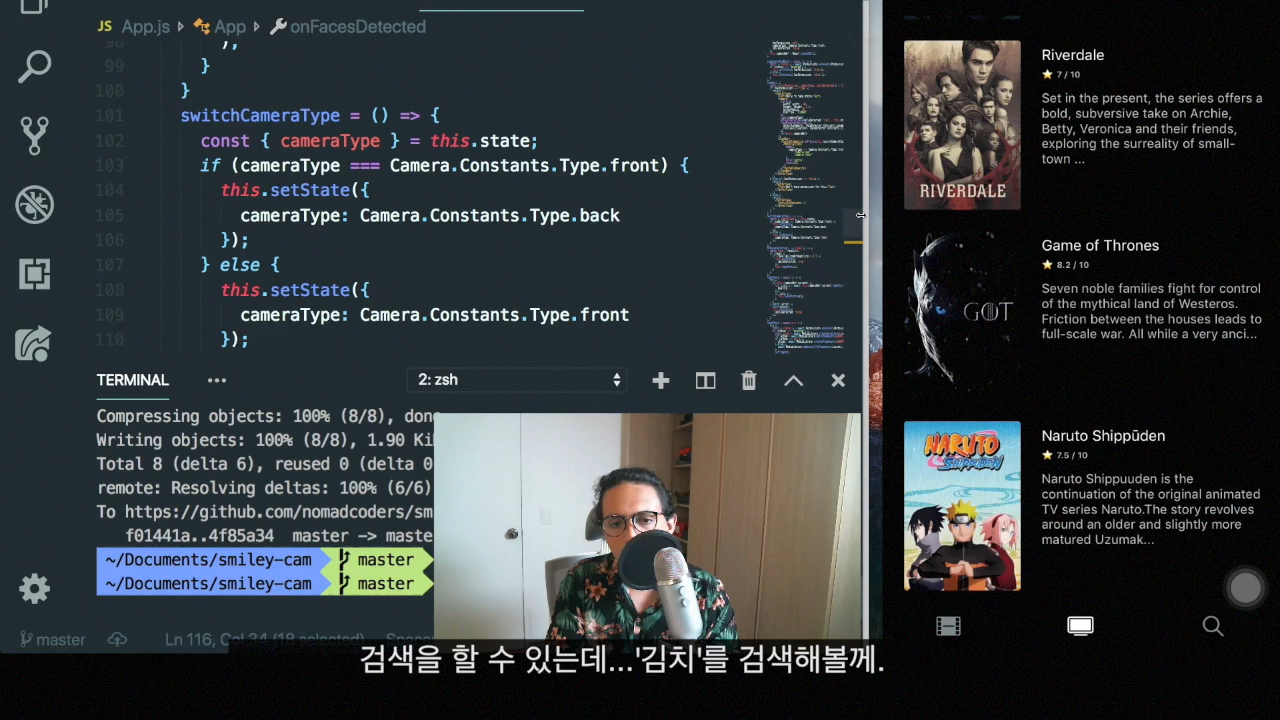 JS App.js App onFacesDetected
98 );
99 }
100 }
101 switchCameraType = () => {
102 const { cameraType } = this.state;
103 if (cameraType === Camera.Constants.Type.front) {
104 this.setState({
105 cameraType: Camera.Constants.Type.back
106 });
107 } else {
108 this.setState({
109 cameraType: Camera.Constants.Type.front
110 });
TERMINAL ••• 2: zsh
Compressing objects: 100% (8/8), done
Writing objects: 100% (8/8), 1.90 Ki
Total 8 (delta 6), reused 0 (delta 0
remote: Resolving deltas: 100% (6/6)
To https://github.com/nomadcoders/sm
f01441a..4f85a34 master -> maste
~/Documents/smiley-cam master
~/Documents/smiley-cam master
master Ln 116, Col 34 (18 selected) Spaces
RIVERDALE
Riverdale
7 / 10
Set in the present, the series offers a
bold, subversive take on Archie,
Betty, Veronica and their friends,
exploring the surreality of small-
town ...
GOT
Game of Thrones
8.2 / 10
Seven noble families fight for control
of the mythical land of Westeros.
Friction between the houses leads to
full-scale war. All while a very anci...
NARUTO
SHIPPUDEN
Naruto Shippūden
7.5 / 10
Naruto Shippuuden is the
continuation of the original animated
TV series Naruto.The story revolves
around an older and slightly more
matured Uzumak...
검색을 할 수 있는데...'김치'를 검색해볼께.